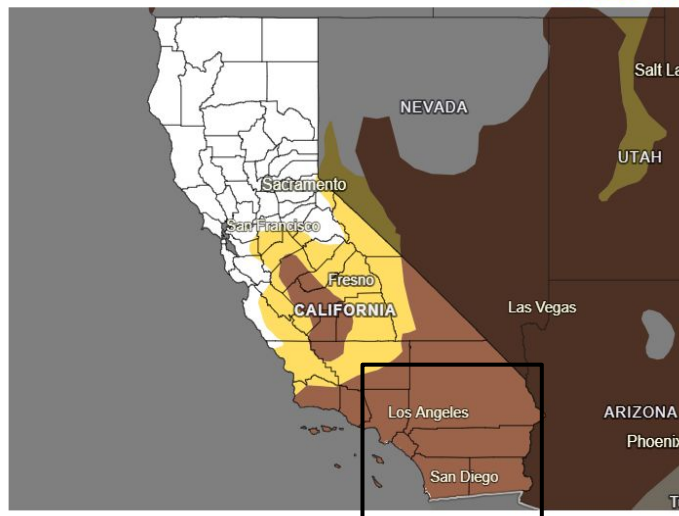 Salt La
NEVADA
UTAH
Sacramento
San Francisco
Fresno
CALIFORNIA
Las Vegas
Los Angeles
ARIZONA
Phoenix
San Diego
T